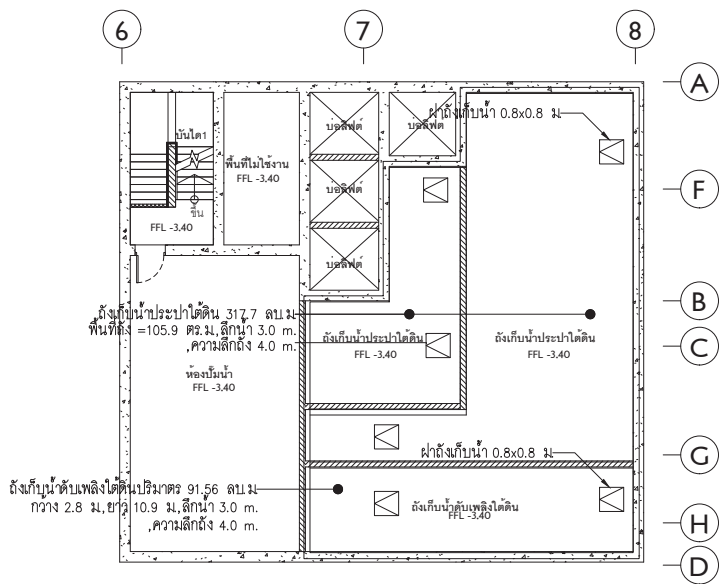 6
7
8
A
ฝาถังเก็บน้ำ 0.8x0.8 ม.
บอลิฟต์
บอลิฟต์
บันได1
พื้นที่ไม่ใช้งาน
FFL -3.40
F
บอลิฟต์
ขึ้น
FFL -3.40
บอลิฟต์
B
ถังเก็บน้ำประปาใต้ดิน 317.7 ลบ.ม
พื้นที่ถัง =105.9 ตร.ม,ลึกน้ำ 3.0 m.
,ความลึกถัง 4.0 m.
ถังเก็บน้ำประปาใต้ดิน
FFL -3.40
ถังเก็บน้ำประปาใต้ดิน
FFL -3.40
C
ห้องปั๊มน้ำ
FFL -3.40
ฝาถังเก็บน้ำ 0.8x0.8 ม.
G
ถังเก็บน้ำดับเพลิงใต้ดินปริมาตร 91.56 ลบ.ม
กว้าง 2.8 ม,ยาว 10.9 ม,ลึกน้ำ 3.0 m.
,ความลึกถัง 4.0 m.
ถังเก็บน้ำดับเพลิงใต้ดิน
FFL -3.40
H
D